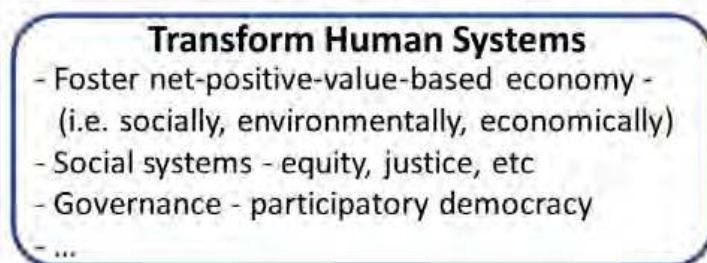 Transform Human Systems
- Foster net-positive-value-based economy -
(i.e. socially, environmentally, economically)
- Social systems - equity, justice, etc
- Governance - participatory democracy
- ...